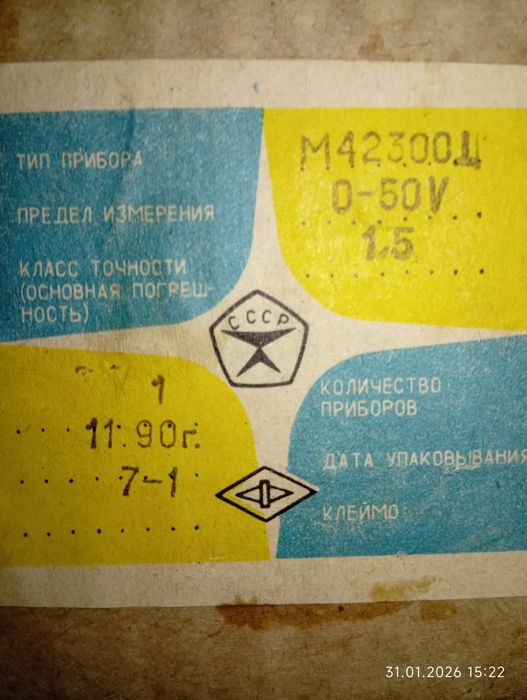 ТИП ПРИБОРА
М42300Ц
ПРЕДЕЛ ИЗМЕРЕНИЯ
0-50V
КЛАСС ТОЧНОСТИ
(ОСНОВНАЯ ПОГРЕШ-
НОСТЬ)
1.5
СССР
КОЛИЧЕСТВО
ПРИБОРОВ
1
ДАТА УПАКОВЫВАНИЯ
11.90г.
КЛЕЙМО
7-1
31.01.2026 15:22